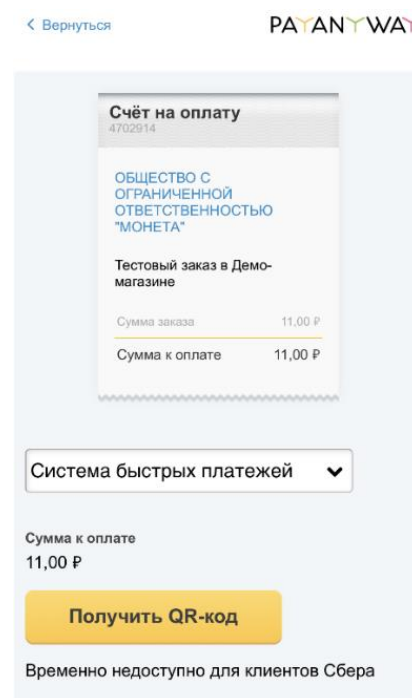 Вернуться
PAYANYWAY
Счёт на оплату
4702914
ОБЩЕСТВО С
ОГРАНИЧЕННОЙ
ОТВЕТСТВЕННОСТЬЮ
"МОНЕТА"
Тестовый заказ в Демо-
магазине
Сумма заказа 11,00 ₽
Сумма к оплате 11,00 ₽
Система быстрых платежей
Сумма к оплате
11,00 ₽
Получить QR-код
Временно недоступно для клиентов Сбера